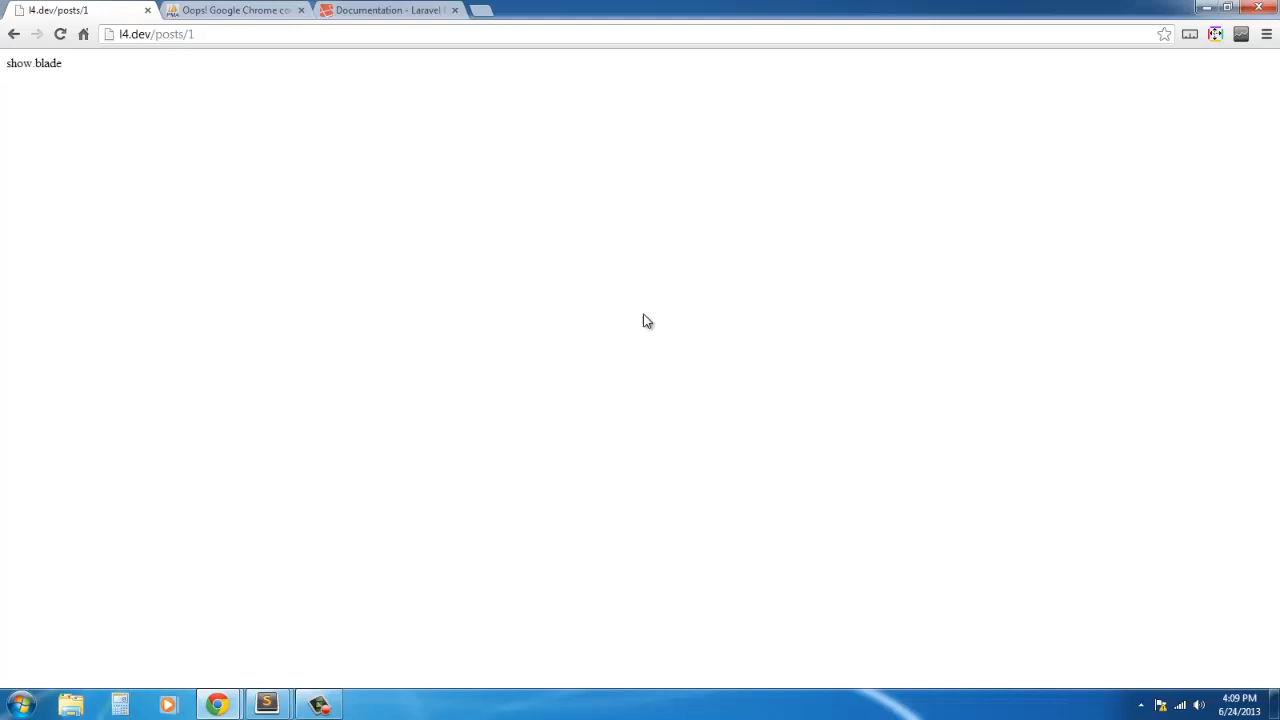 l4.dev/posts/1
Oops! Google Chrome co
Documentation - Laravel
l4.dev/posts/1
show.blade
PMA
S
4:09 PM
6/24/2013